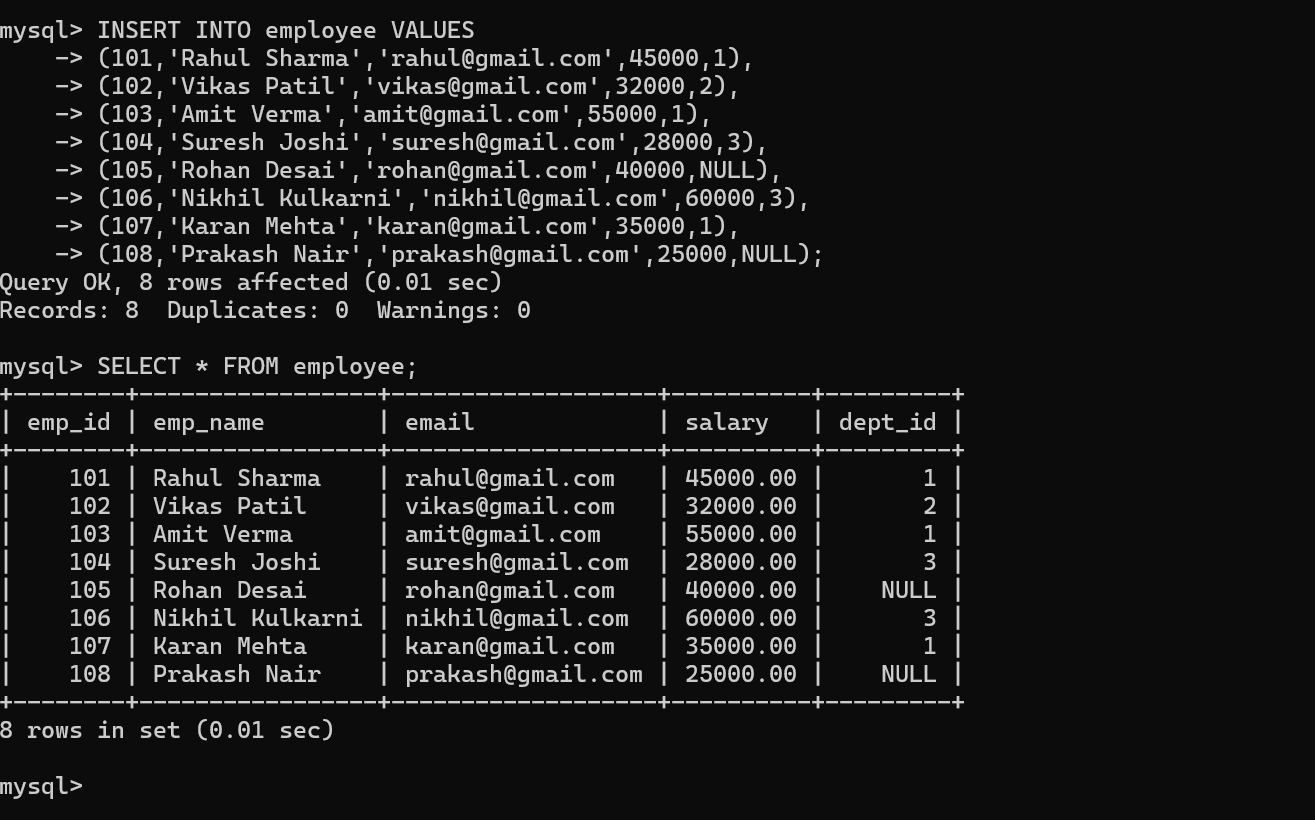 mysql> INSERT INTO employee VALUES
    -> (101,'Rahul Sharma','rahul@gmail.com',45000,1),
    -> (102,'Vikas Patil','vikas@gmail.com',32000,2),
    -> (103,'Amit Verma','amit@gmail.com',55000,1),
    -> (104,'Suresh Joshi','suresh@gmail.com',28000,3),
    -> (105,'Rohan Desai','rohan@gmail.com',40000,NULL),
    -> (106,'Nikhil Kulkarni','nikhil@gmail.com',60000,3),
    -> (107,'Karan Mehta','karan@gmail.com',35000,1),
    -> (108,'Prakash Nair','prakash@gmail.com',25000,NULL);
Query OK, 8 rows affected (0.01 sec)
Records: 8  Duplicates: 0  Warnings: 0

mysql> SELECT * FROM employee;
+--------+-----------------+-------------------+----------+---------+
| emp_id | emp_name        | email             | salary   | dept_id |
+--------+-----------------+-------------------+----------+---------+
|    101 | Rahul Sharma    | rahul@gmail.com   | 45000.00 |       1 |
|    102 | Vikas Patil     | vikas@gmail.com   | 32000.00 |       2 |
|    103 | Amit Verma      | amit@gmail.com    | 55000.00 |       1 |
|    104 | Suresh Joshi    | suresh@gmail.com  | 28000.00 |       3 |
|    105 | Rohan Desai     | rohan@gmail.com   | 40000.00 |    NULL |
|    106 | Nikhil Kulkarni | nikhil@gmail.com  | 60000.00 |       3 |
|    107 | Karan Mehta     | karan@gmail.com   | 35000.00 |       1 |
|    108 | Prakash Nair    | prakash@gmail.com | 25000.00 |    NULL |
+--------+-----------------+-------------------+----------+---------+
8 rows in set (0.01 sec)

mysql>